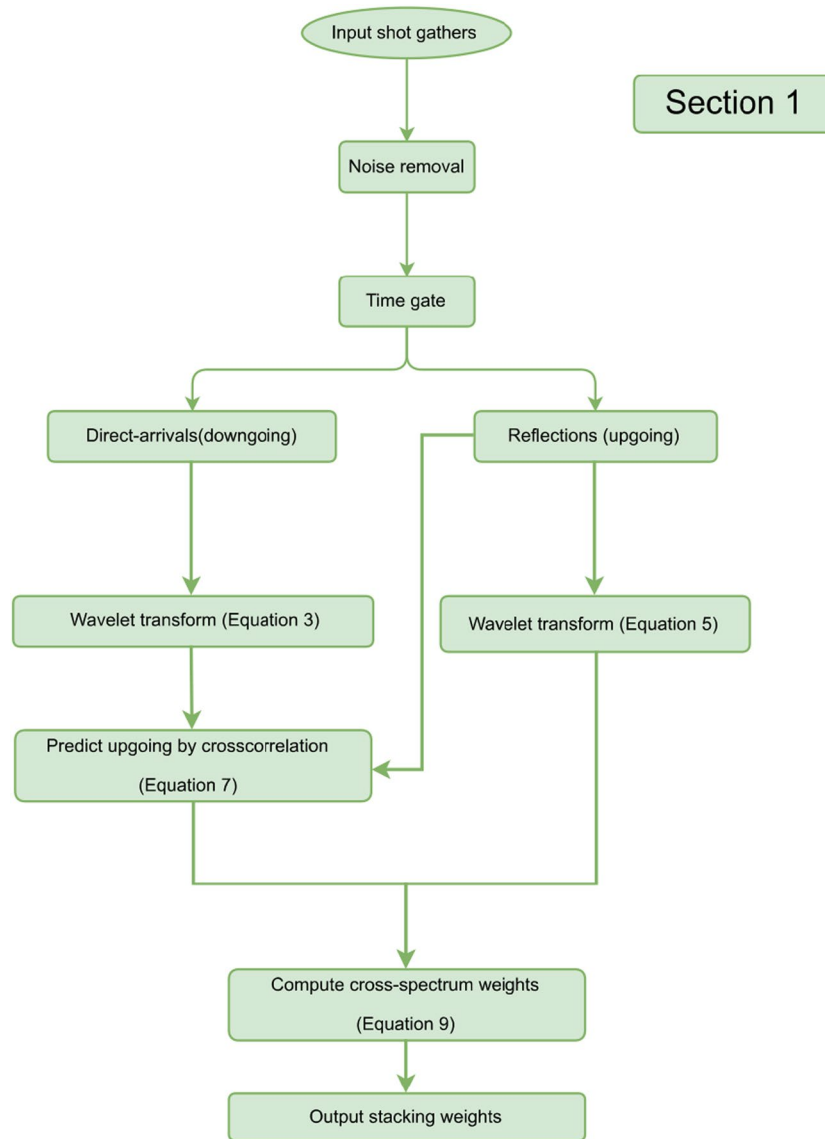 Input shot gathers
Section 1
Noise removal
Time gate
Direct-arrivals(downgoing)
Reflections (upgoing)
Wavelet transform (Equation 3)
Wavelet transform (Equation 5)
Predict upgoing by crosscorrelation
(Equation 7)
Compute cross-spectrum weights
(Equation 9)
Output stacking weights